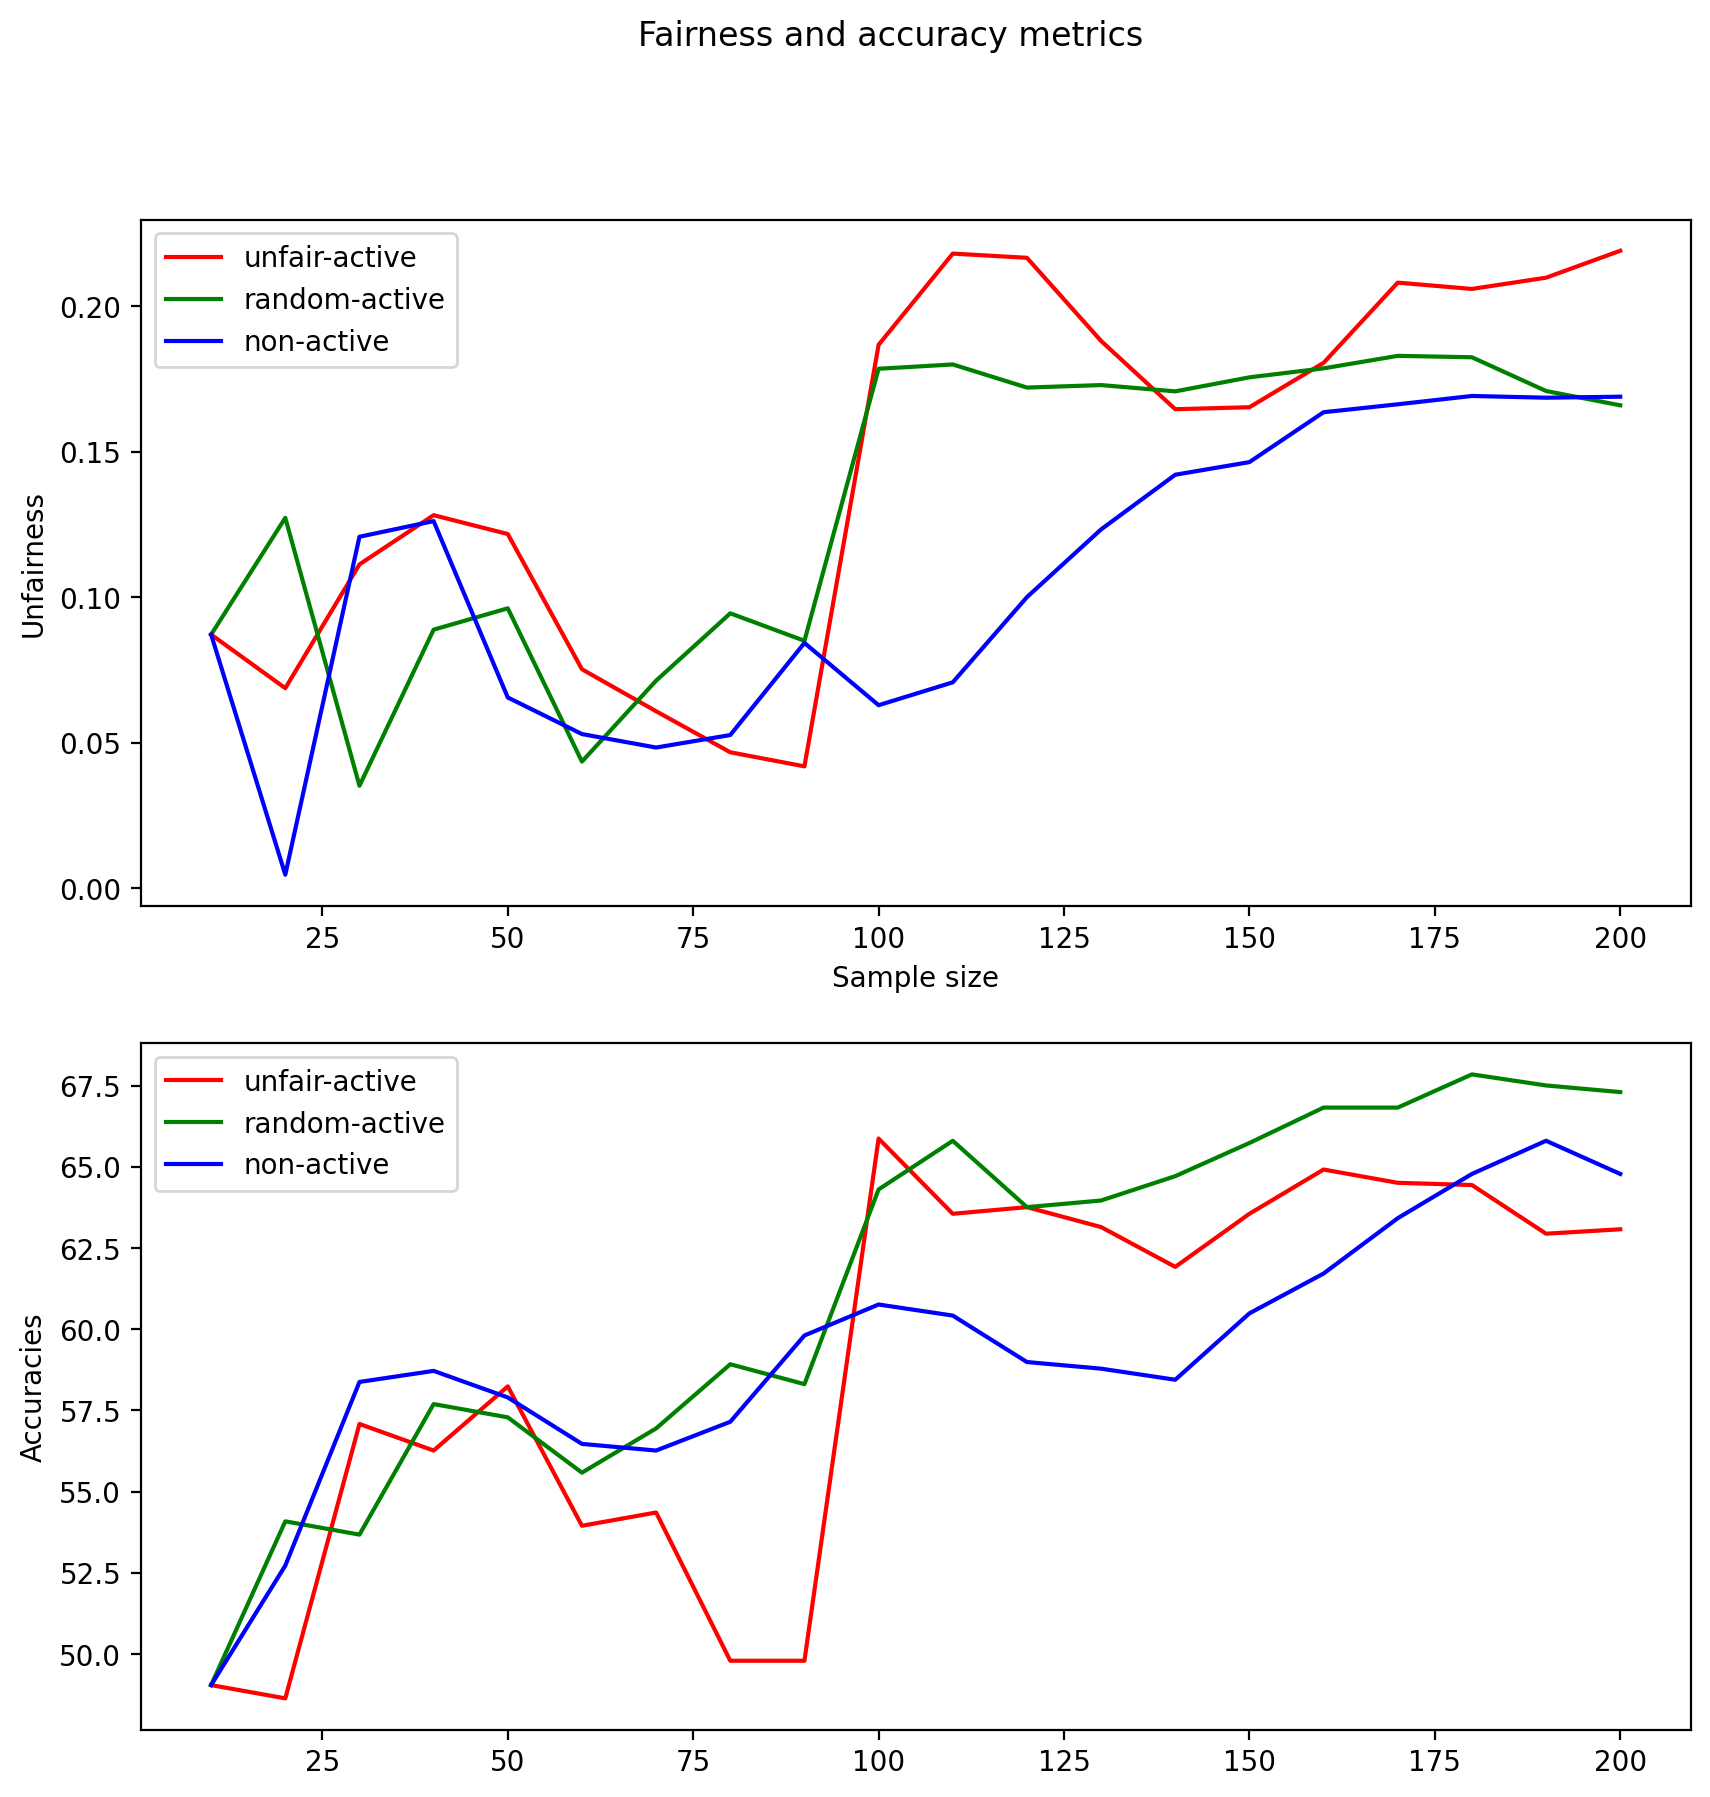 Fairness and accuracy metrics
unfair-active
random-active
non-active
Unfairness
0.20
0.15
0.10
0.05
0.00
25 50 75 100 125 150 175 200
Sample size
unfair-active
random-active
non-active
Accuracies
67.5
65.0
62.5
60.0
57.5
55.0
52.5
50.0
25 50 75 100 125 150 175 200